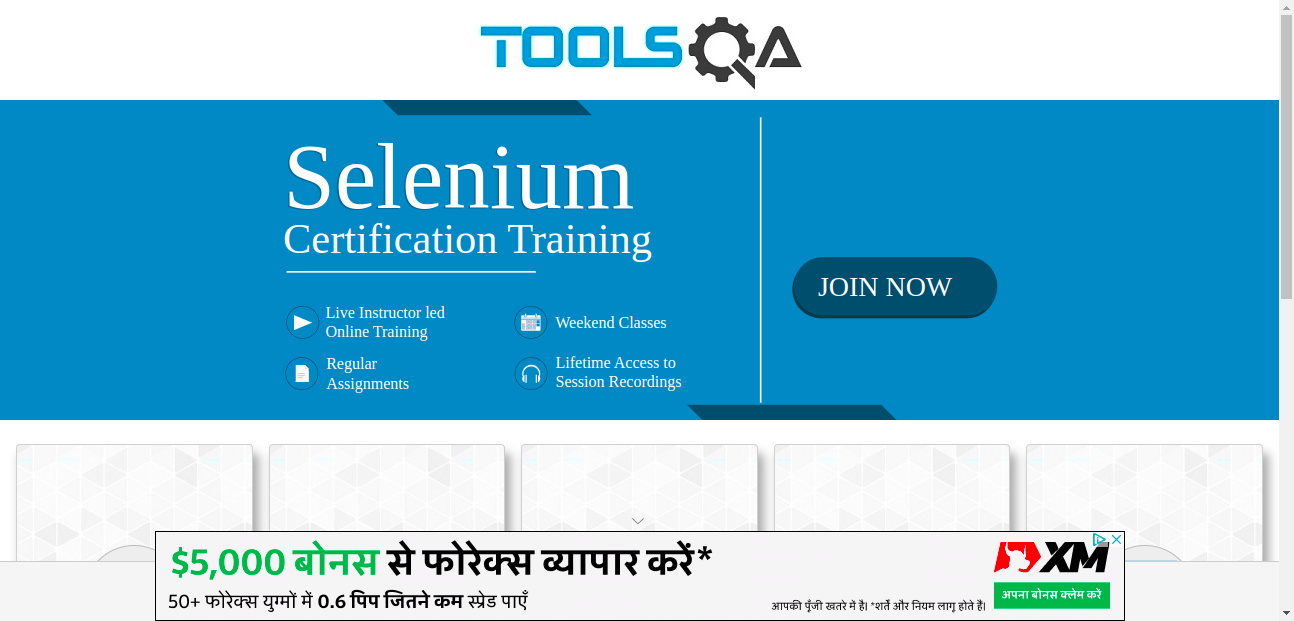 TOOLSQA
Selenium
Certification Training
JOIN NOW
Live Instructor led
Online Training
Weekend Classes
Regular
Assignments
Lifetime Access to
Session Recordings
$5,000 बोनस से फोरेक्स व्यापार करें*
50+ फोरेक्स युग्मों में 0.6 पिप जितने कम स्प्रेड पाएँ
आपकी पूँजी खतरे में है। *शर्तें और नियम लागू होते हैं।
XM
अपना बोनस क्लेम करें